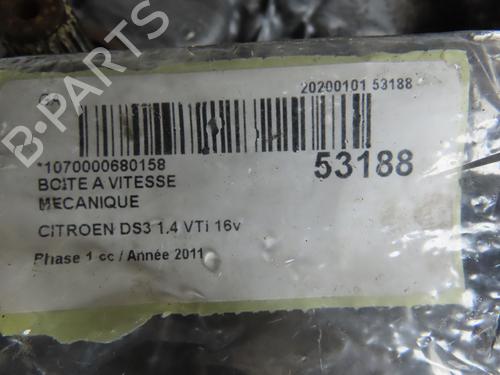 20200101 53188
*1070000680158
53188
BOITE A VITESSE
MECANIQUE
CITROEN DS3 1.4 VTi 16v
Phase 1 cc / Année 2011
B-PARTS